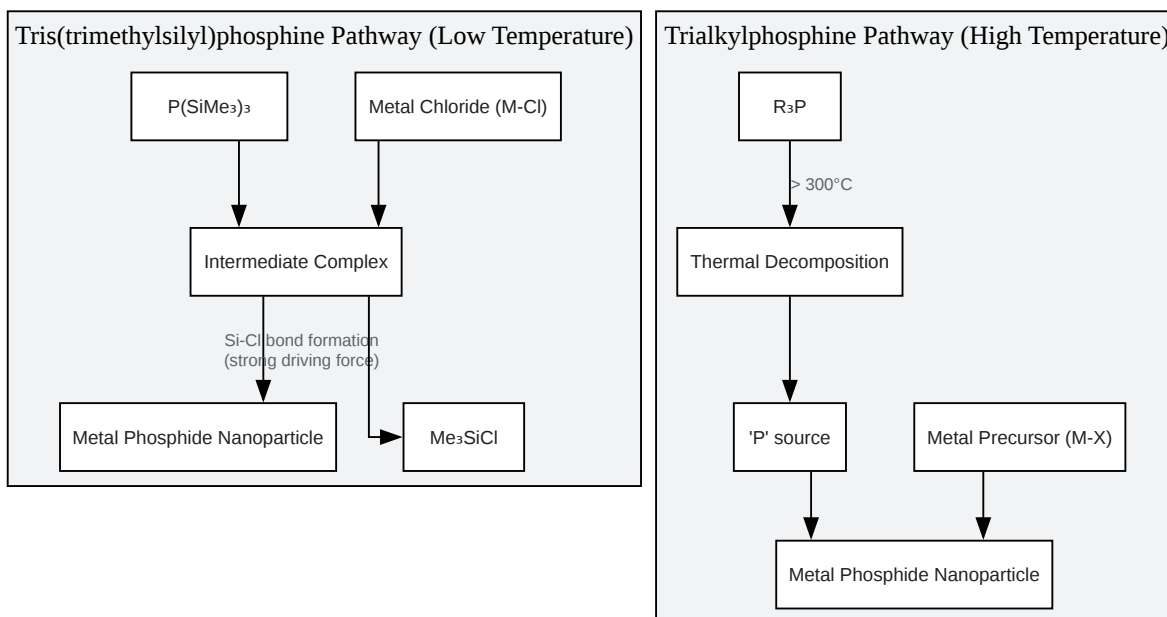 Tris(trimethylsilyl)phosphine Pathway (Low Temperature)
P(SiMe₃)₃
Metal Chloride (M-Cl)
Intermediate Complex
Si-Cl bond formation
(strong driving force)
Metal Phosphide Nanoparticle
Me₃SiCl
Trialkylphosphine Pathway (High Temperature)
R₃P
> 300°C
Thermal Decomposition
'P' source
Metal Precursor (M-X)
Metal Phosphide Nanoparticle